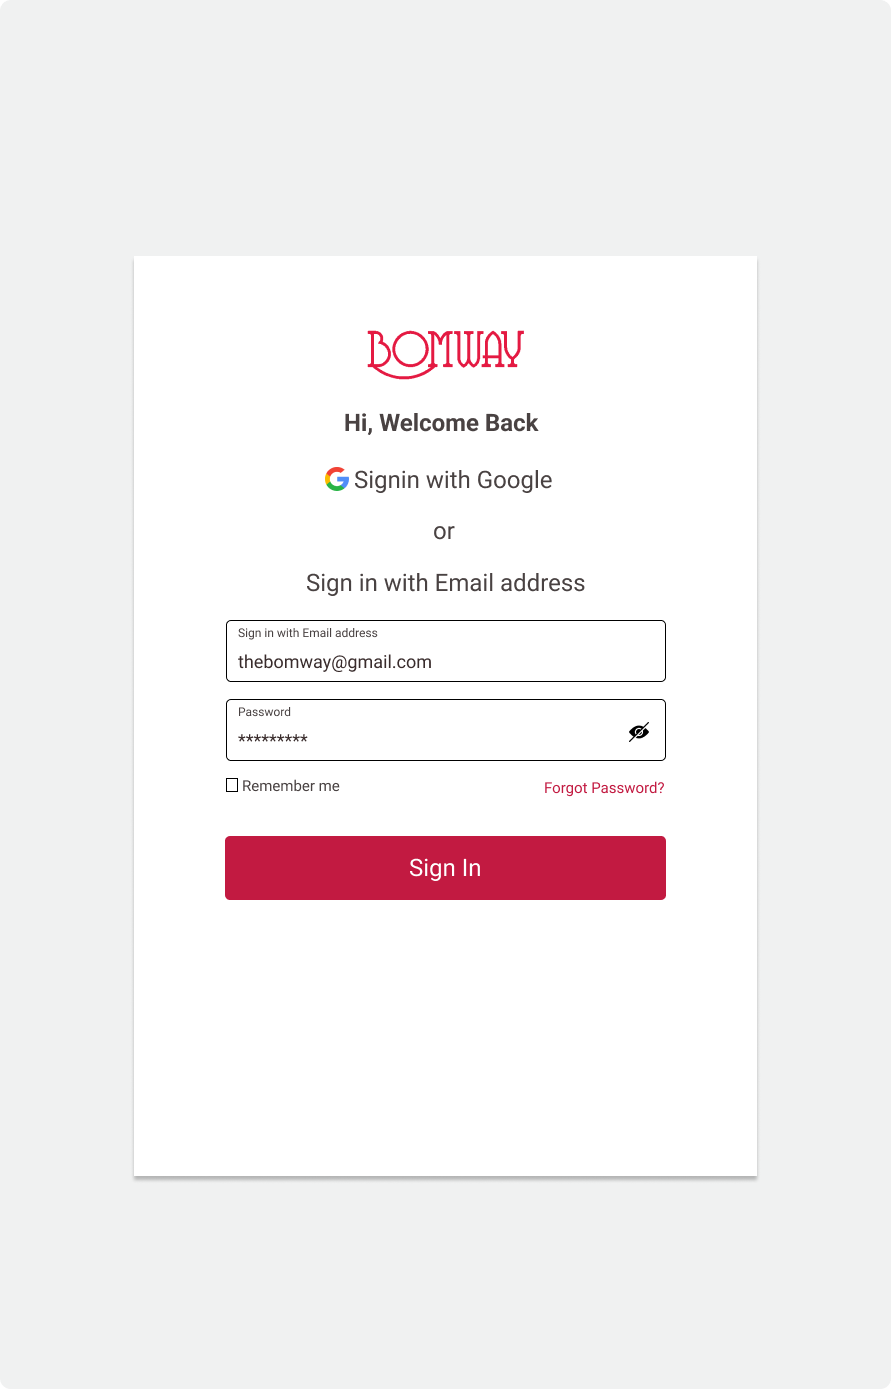 BOMWAY
Hi, Welcome Back
Signin with Google
or
Sign in with Email address
Sign in with Email address
thebomway@gmail.com
Password
*********
Remember me
Forgot Password?
Sign In